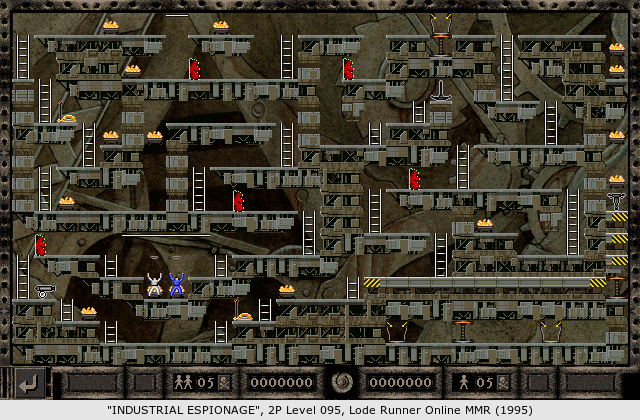 05 0000000 0000000 05
"INDUSTRIAL ESPIONAGE", 2P Level 095, Lode Runner Online MMR (1995)